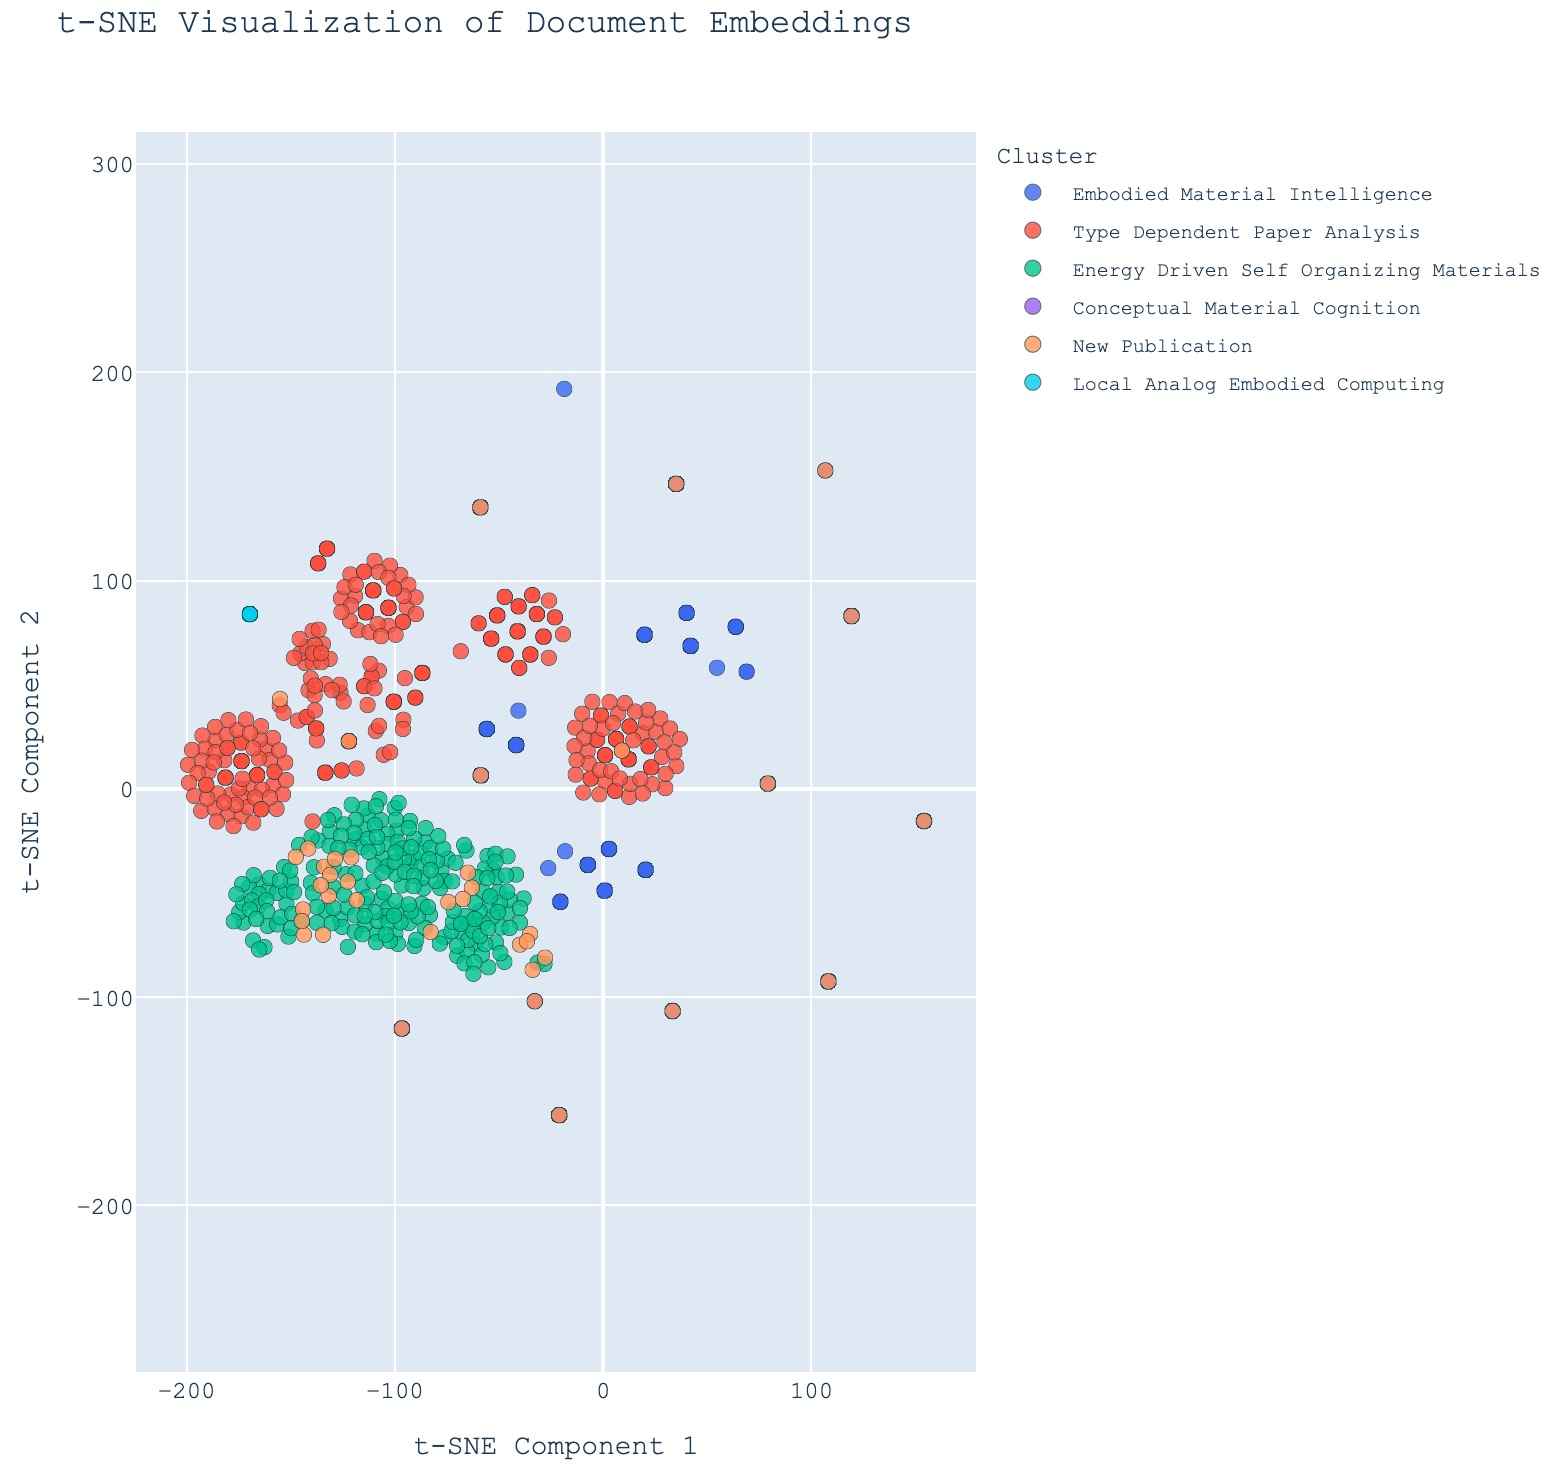 t-SNE Visualization of Document Embeddings
Cluster
Embodied Material Intelligence
Type Dependent Paper Analysis
Energy Driven Self Organizing Materials
Conceptual Material Cognition
New Publication
Local Analog Embodied Computing
300
200
100
0
−100
−200
t-SNE Component 2
−200
−100
0
100
t-SNE Component 1